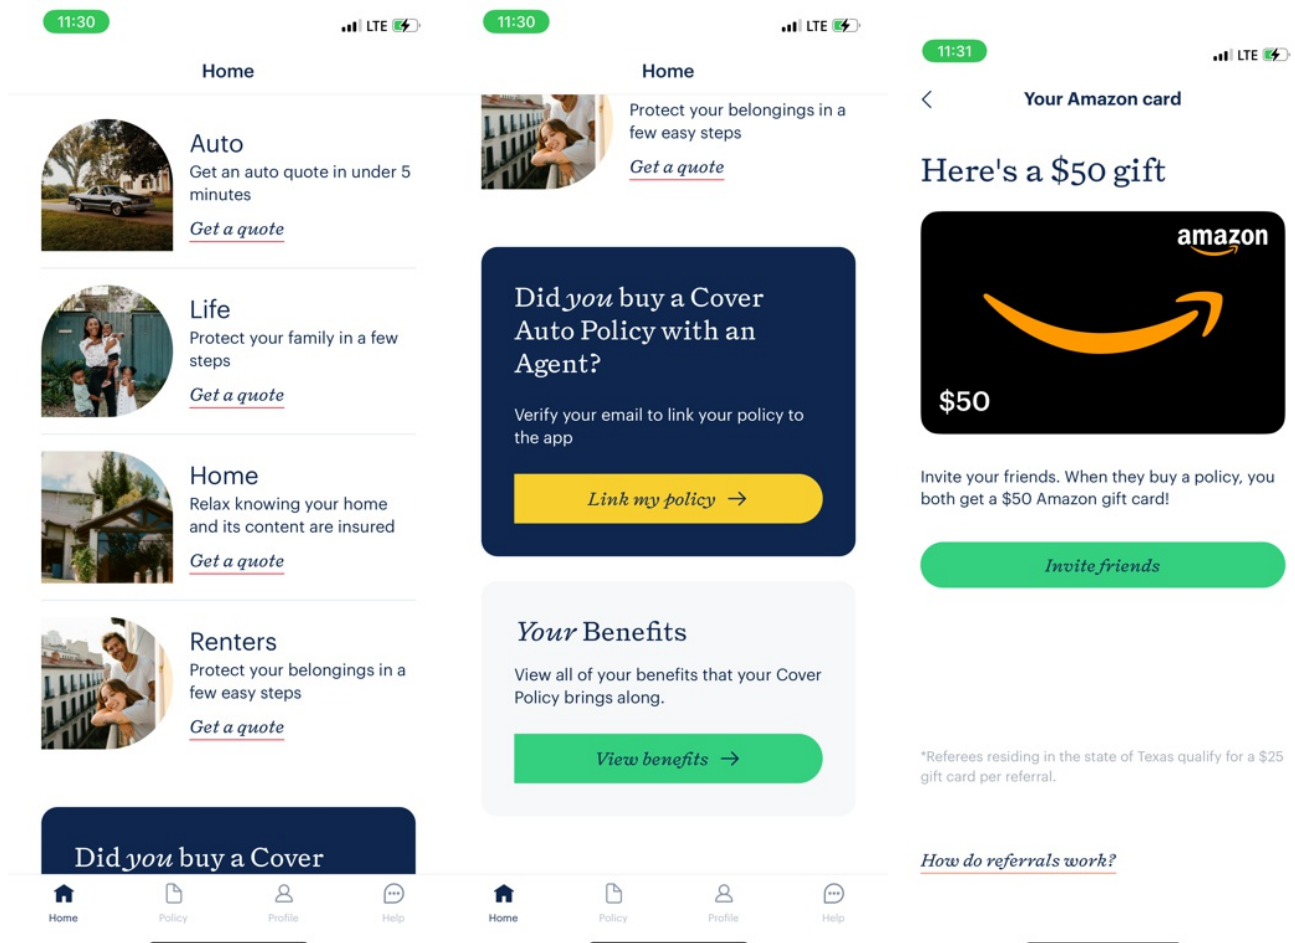 11:30
LTE
Home
Auto
Get an auto quote in under 5
minutes
Get a quote
Life
Protect your family in a few
steps
Get a quote
Home
Relax knowing your home
and its content are insured
Get a quote
Renters
Protect your belongings in a
few easy steps
Get a quote
Did you buy a Cover
Home
Policy
Profile
Help
11:30
LTE
Home
Protect your belongings in a
few easy steps
Get a quote
Did you buy a Cover
Auto Policy with an
Agent?
Verify your email to link your policy to
the app
Link my policy →
Your Benefits
View all of your benefits that your Cover
Policy brings along.
View benefits →
Home
Policy
Profile
Help
11:31
LTE
Your Amazon card
Here's a $50 gift
amazon
$50
Invite your friends. When they buy a policy, you
both get a $50 Amazon gift card!
Invite friends
*Referees residing in the state of Texas qualify for a $25
gift card per referral.
How do referrals work?